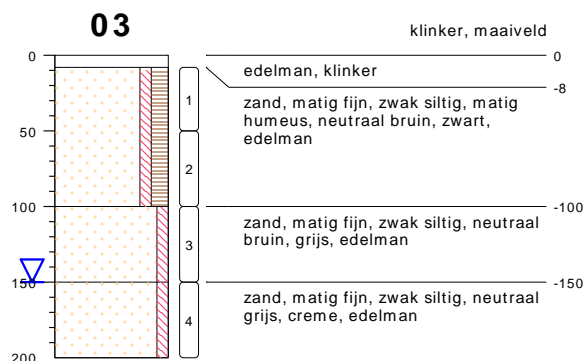 03
klinker, maaiveld
0
0
edelman, klinker
-8
1
zand, matig fijn, zwak siltig, matig
humeus, neutraal bruin, zwart,
edelman
50
2
100
-100
zand, matig fijn, zwak siltig, neutraal
bruin, grijs, edelman
3
150
-150
zand, matig fijn, zwak siltig, neutraal
grijs, creme, edelman
4
200